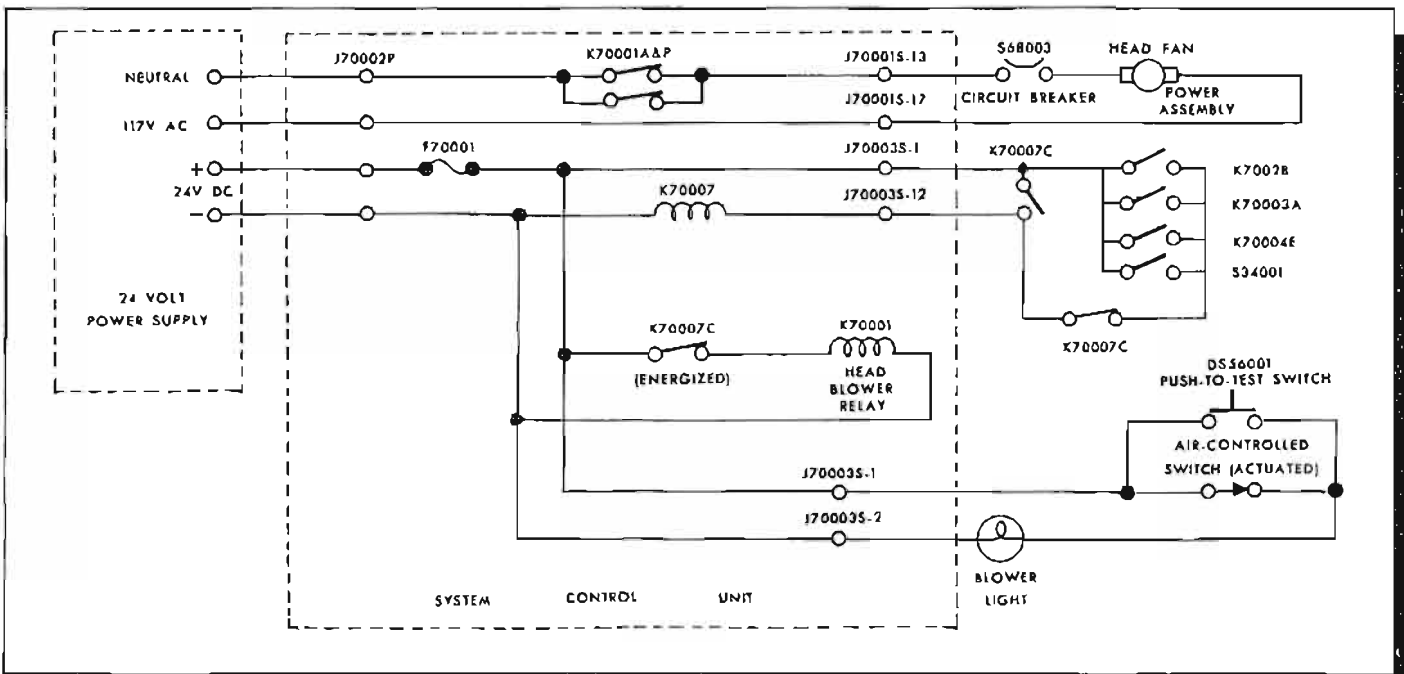 J70002P
K70001A&P
J70001S-13
S68003
HEAD FAN
NEUTRAL
CIRCUIT BREAKER
POWER
ASSEMBLY
J70001S-17
117V AC
F70001
J70003S-1
K70007C
+
24V DC
-
K70007
J70003S-12
K7002B
K70003A
K70004E
S34001
24 VOLT
POWER SUPPLY
K70007C
(ENERGIZED)
K70001
HEAD
BLOWER
RELAY
K70007C
DS56001
PUSH-TO-TEST SWITCH
AIR-CONTROLLED
SWITCH (ACTUATED)
J70003S-1
J70003S-2
BLOWER
LIGHT
SYSTEM CONTROL UNIT